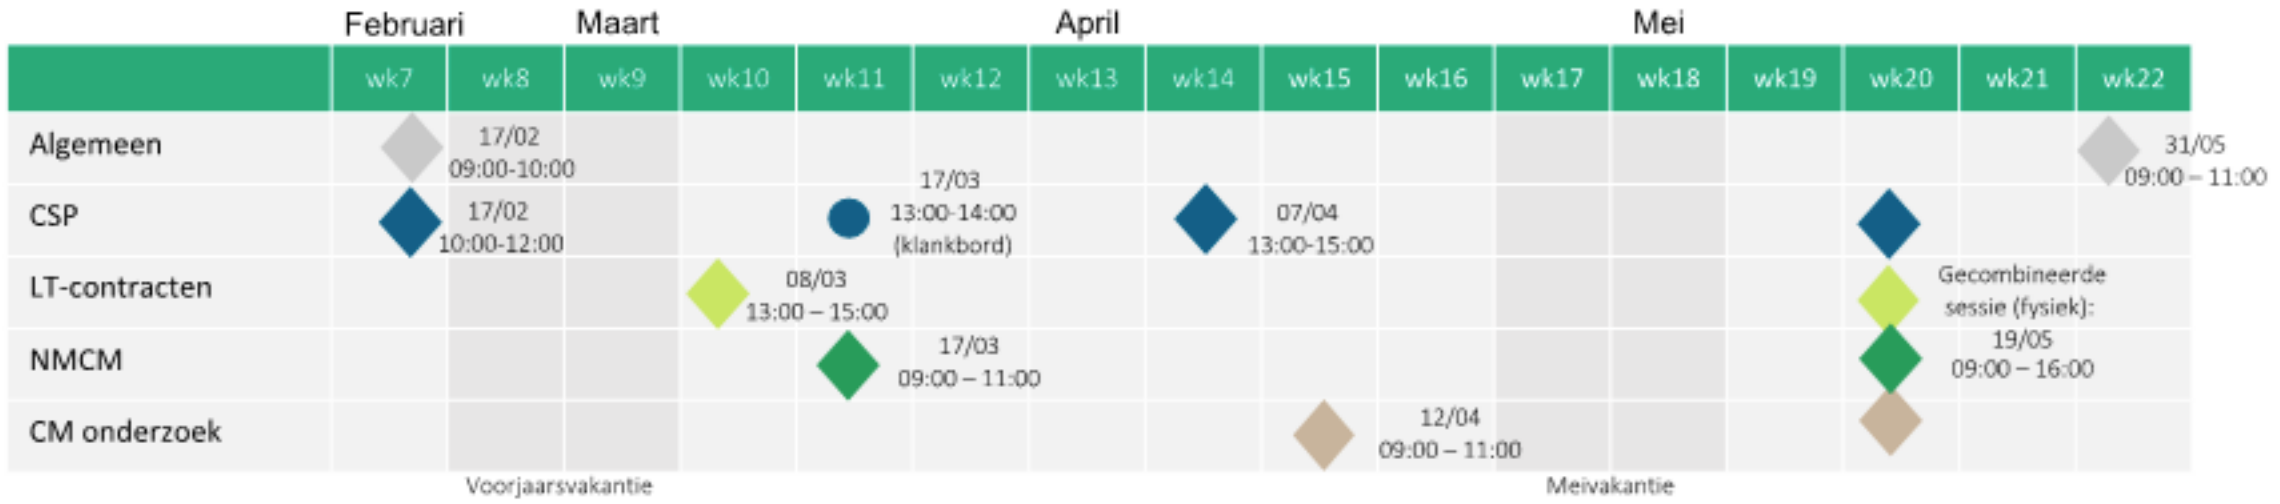 Februari Maart April Mei
wk7 wk8 wk9 wk10 wk11 wk12 wk13 wk14 wk15 wk16 wk17 wk18 wk19 wk20 wk21 wk22
Algemeen
17/02
09:00-10:00
31/05
09:00 – 11:00
CSP
17/02
10:00-12:00
17/03
13:00-14:00
(klankbord)
07/04
13:00-15:00
LT-contracten
08/03
13:00 – 15:00
Gecombineerde
sessie (fysiek):
19/05
09:00 – 16:00
NMCM
17/03
09:00 – 11:00
CM onderzoek
12/04
09:00 – 11:00
Voorjaarsvakantie
Meivakantie